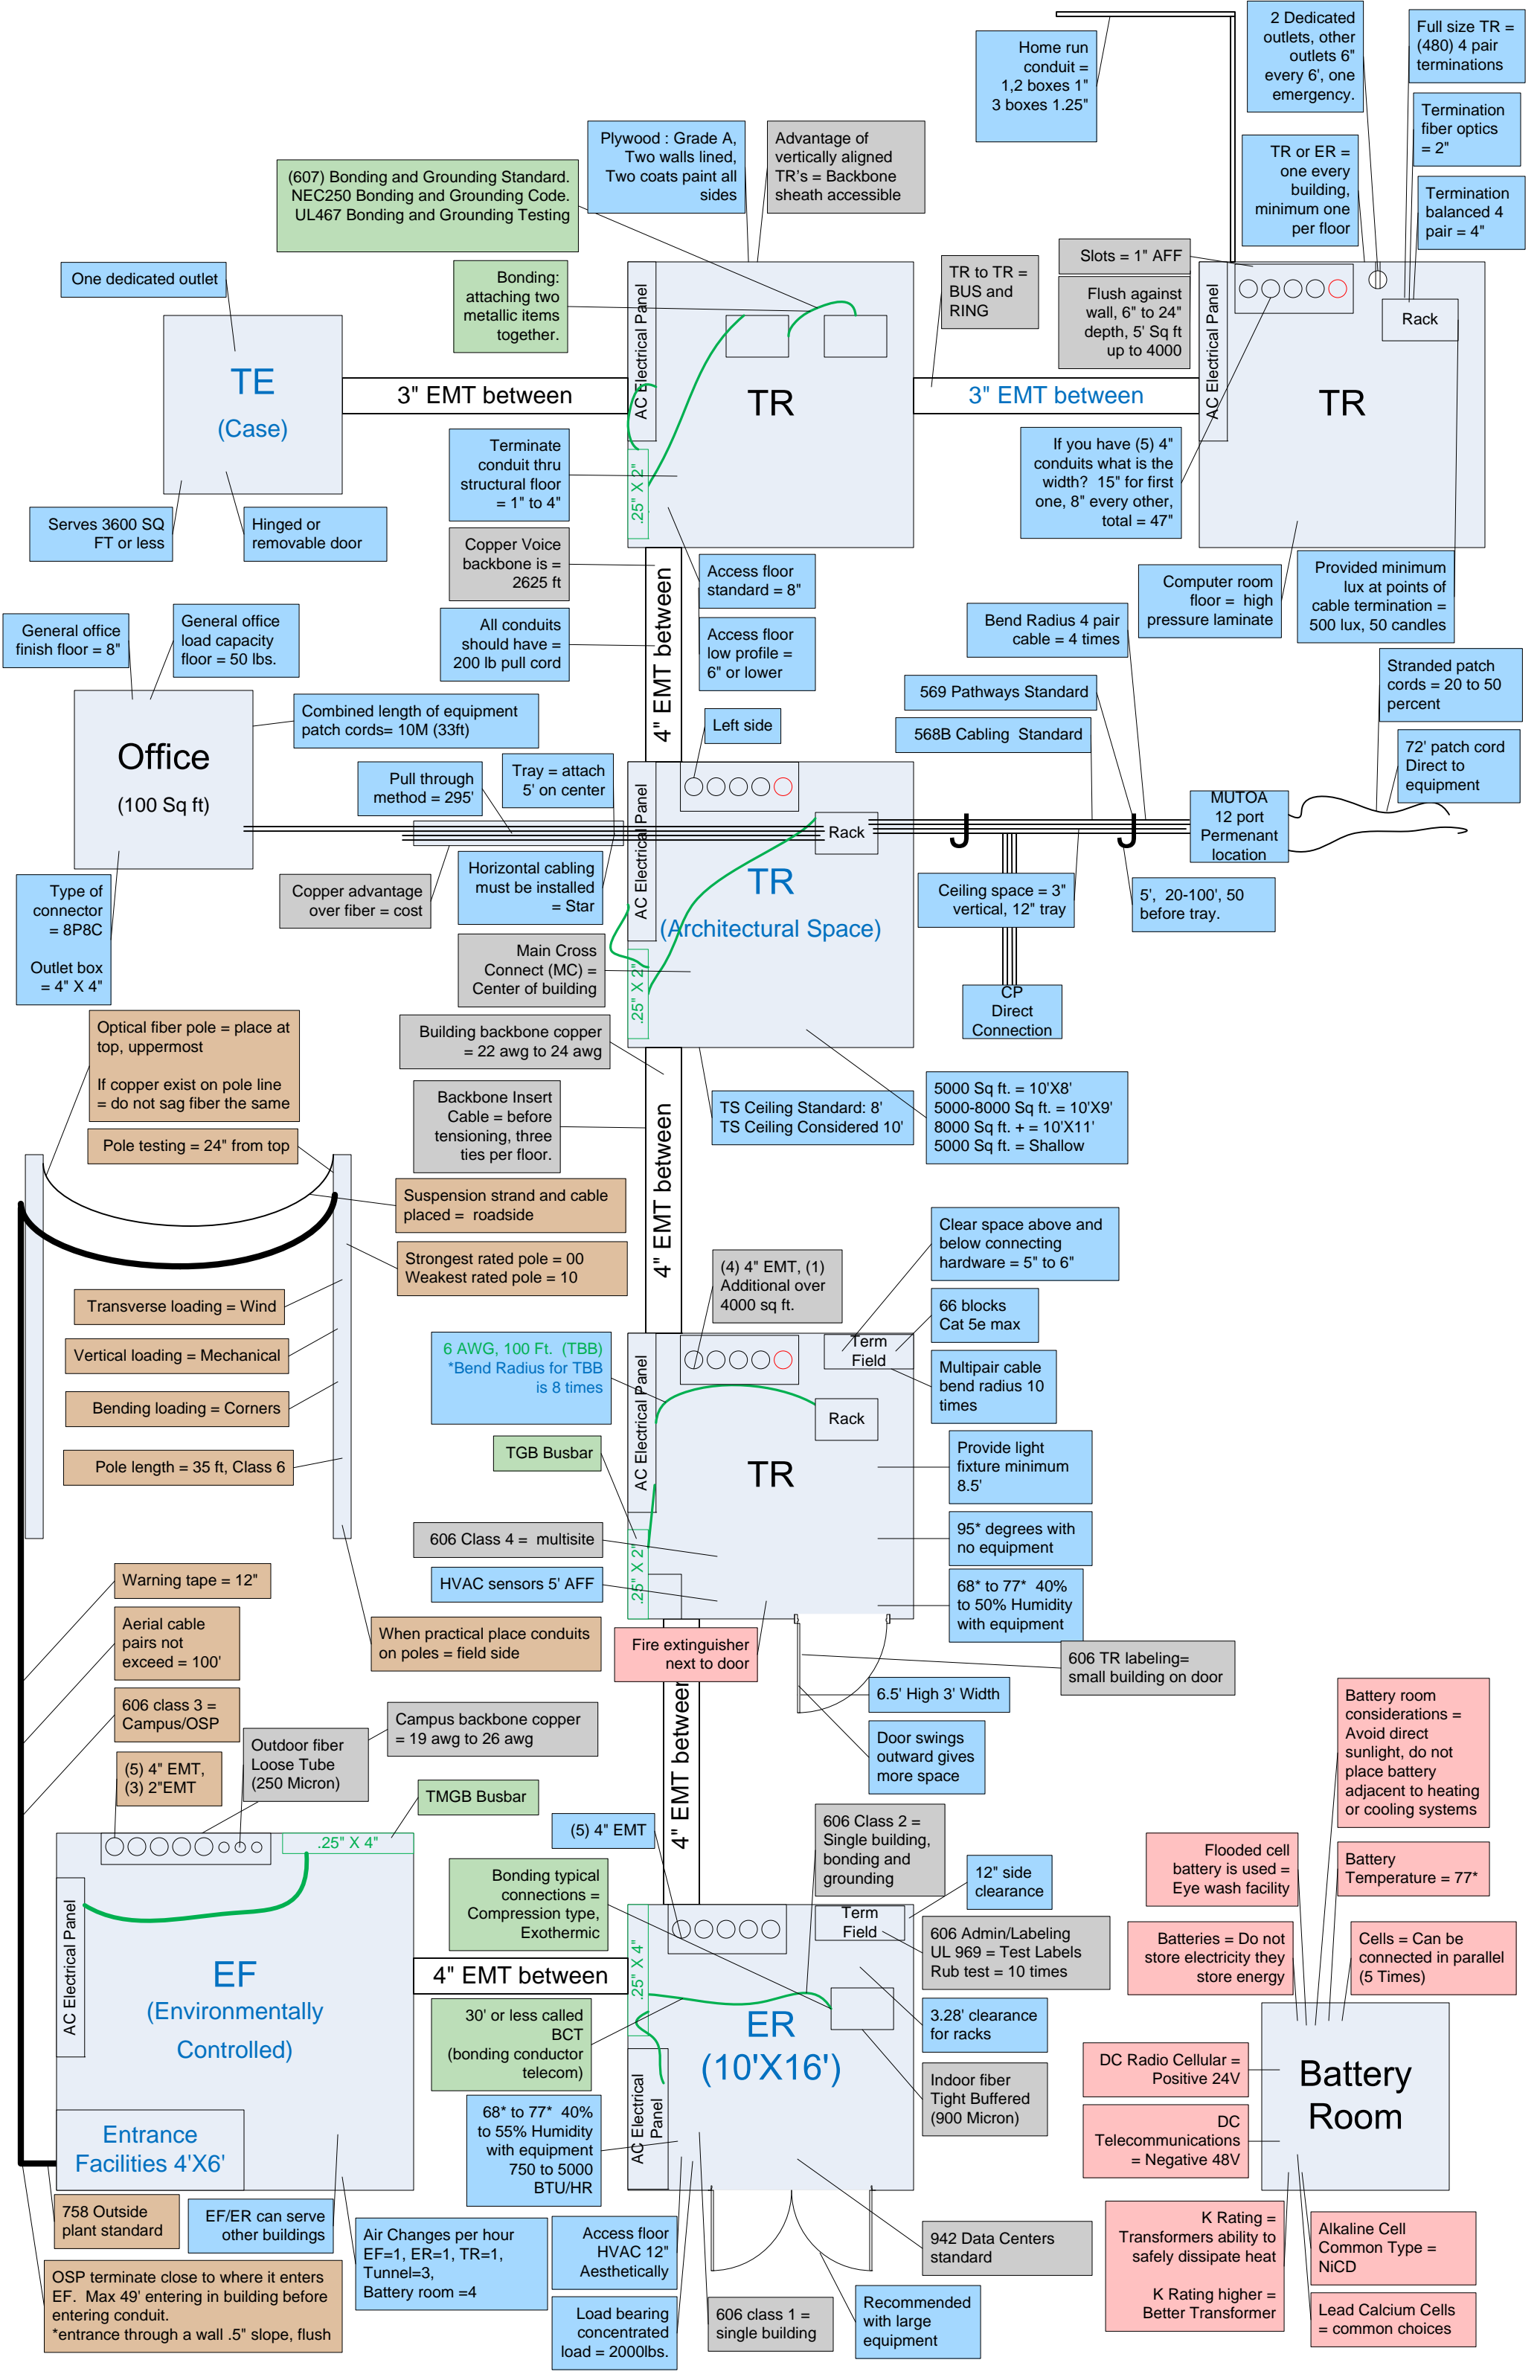 Home run
conduit =
1,2 boxes 1"
3 boxes 1.25"
2 Dedicated
outlets, other
outlets 6"
every 6', one
emergency.
Full size TR =
(480) 4 pair
terminations
Termination
fiber optics
= 2"
Termination
balanced 4
pair = 4"
TR or ER =
one every
building,
minimum one
per floor
Plywood : Grade A,
Two walls lined,
Two coats paint all
sides
Advantage of
vertically aligned
TR's = Backbone
sheath accessible
(607) Bonding and Grounding Standard.
NEC250 Bonding and Grounding Code.
UL467 Bonding and Grounding Testing
Bonding:
attaching two
metallic items
together.
One dedicated outlet
TE
(Case)
Serves 3600 SQ
FT or less
Hinged or
removable door
3" EMT between
AC Electrical Panel
TR
.25" X 2"
TR to TR =
BUS and
RING
3" EMT between
Slots = 1" AFF
Flush against
wall, 6" to 24"
depth, 5' Sq ft
up to 4000
AC Electrical Panel
Rack
TR
If you have (5) 4"
conduits what is the
width? 15" for first
one, 8" every other,
total = 47"
Computer room
floor = high
pressure laminate
Provided minimum
lux at points of
cable termination =
500 lux, 50 candles
Terminate
conduit thru
structural floor
= 1" to 4"
Copper Voice
backbone is =
2625 ft
All conduits
should have =
200 lb pull cord
4" EMT between
Access floor
standard = 8"
Access floor
low profile =
6" or lower
Left side
General office
finish floor = 8"
General office
load capacity
floor = 50 lbs.
Office
(100 Sq ft)
Combined length of equipment
patch cords= 10M (33ft)
Type of
connector
= 8P8C
Outlet box
= 4" X 4"
Pull through
method = 295'
Tray = attach
5' on center
Copper advantage
over fiber = cost
Horizontal cabling
must be installed
= Star
Main Cross
Connect (MC) =
Center of building
AC Electrical Panel
Rack
TR
(Architectural Space)
.25" X 2"
Bend Radius 4 pair
cable = 4 times
569 Pathways Standard
568B Cabling Standard
J
J
MUTOA
12 port
Permenant
location
Stranded patch
cords = 20 to 50
percent
72' patch cord
Direct to
equipment
Ceiling space = 3"
vertical, 12" tray
5', 20-100', 50
before tray.
CP
Direct
Connection
Building backbone copper
= 22 awg to 24 awg
Backbone Insert
Cable = before
tensioning, three
ties per floor.
4" EMT between
TS Ceiling Standard: 8'
TS Ceiling Considered 10'
5000 Sq ft. = 10'X8'
5000-8000 Sq ft. = 10'X9'
8000 Sq ft. + = 10'X11'
5000 Sq ft. = Shallow
Optical fiber pole = place at
top, uppermost
If copper exist on pole line
= do not sag fiber the same
Pole testing = 24" from top
Suspension strand and cable
placed = roadside
Strongest rated pole = 00
Weakest rated pole = 10
Transverse loading = Wind
Vertical loading = Mechanical
Bending loading = Corners
Pole length = 35 ft, Class 6
When practical place conduits
on poles = field side
(4) 4" EMT, (1)
Additional over
4000 sq ft.
Clear space above and
below connecting
hardware = 5" to 6"
66 blocks
Cat 5e max
Multipair cable
bend radius 10
times
6 AWG, 100 Ft. (TBB)
*Bend Radius for TBB
is 8 times
TGB Busbar
AC Electrical Panel
Term
Field
Rack
TR
.25" X 2"
Provide light
fixture minimum
8.5'
95* degrees with
no equipment
68* to 77* 40%
to 50% Humidity
with equipment
606 Class 4 = multisite
HVAC sensors 5' AFF
Fire extinguisher
next to door
606 TR labeling=
small building on door
6.5' High 3' Width
Door swings
outward gives
more space
4" EMT between
Warning tape = 12"
Aerial cable
pairs not
exceed = 100'
606 class 3 =
Campus/OSP
(5) 4" EMT,
(3) 2"EMT
Outdoor fiber
Loose Tube
(250 Micron)
Campus backbone copper
= 19 awg to 26 awg
TMGB Busbar
.25" X 4"
AC Electrical Panel
EF
(Environmentally
Controlled)
Entrance
Facilities 4'X6'
758 Outside
plant standard
EF/ER can serve
other buildings
Air Changes per hour
EF=1, ER=1, TR=1,
Tunnel=3,
Battery room =4
OSP terminate close to where it enters
EF. Max 49' entering in building before
entering conduit.
*entrance through a wall .5" slope, flush
4" EMT between
(5) 4" EMT
Bonding typical
connections =
Compression type,
Exothermic
30' or less called
BCT
(bonding conductor
telecom)
68* to 77* 40%
to 55% Humidity
with equipment
750 to 5000
BTU/HR
606 Class 2 =
Single building,
bonding and
grounding
12" side
clearance
Term
Field
606 Admin/Labeling
UL 969 = Test Labels
Rub test = 10 times
.25" X 4"
ER
(10'X16')
AC Electrical
Panel
3.28' clearance
for racks
Indoor fiber
Tight Buffered
(900 Micron)
942 Data Centers
standard
Access floor
HVAC 12"
Aesthetically
Load bearing
concentrated
load = 2000lbs.
606 class 1 =
single building
Recommended
with large
equipment
Battery room
considerations =
Avoid direct
sunlight, do not
place battery
adjacent to heating
or cooling systems
Flooded cell
battery is used =
Eye wash facility
Battery
Temperature = 77*
Batteries = Do not
store electricity they
store energy
Cells = Can be
connected in parallel
(5 Times)
DC Radio Cellular =
Positive 24V
DC
Telecommunications
= Negative 48V
Battery
Room
K Rating =
Transformers ability to
safely dissipate heat
K Rating higher =
Better Transformer
Alkaline Cell
Common Type =
NiCD
Lead Calcium Cells
= common choices